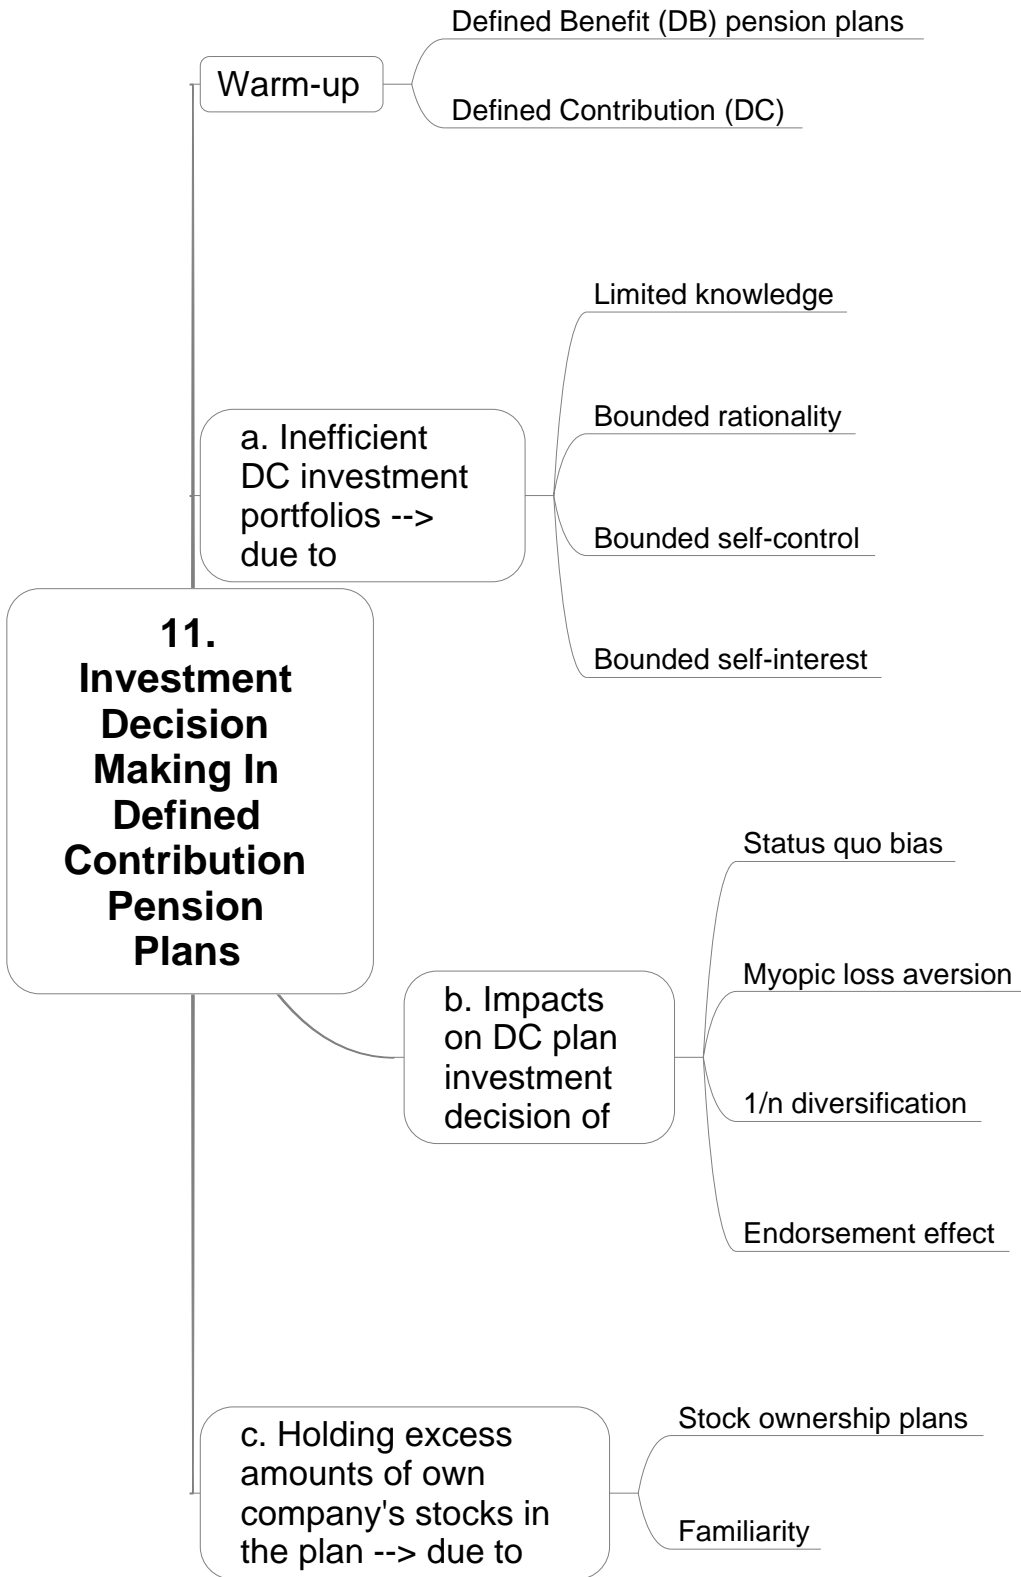 Defined Benefit (DB) pension plans
Warm-up
Defined Contribution (DC)
Limited knowledge
Bounded rationality
a. Inefficient
DC investment
portfolios -->
due to
Bounded self-control
Bounded self-interest
11.
Investment
Decision
Making In
Defined
Contribution
Pension
Plans
Status quo bias
Myopic loss aversion
b. Impacts
on DC plan
investment
decision of
1/n diversification
Endorsement effect
Stock ownership plans
c. Holding excess
amounts of own
company's stocks in
the plan --> due to
Familiarity